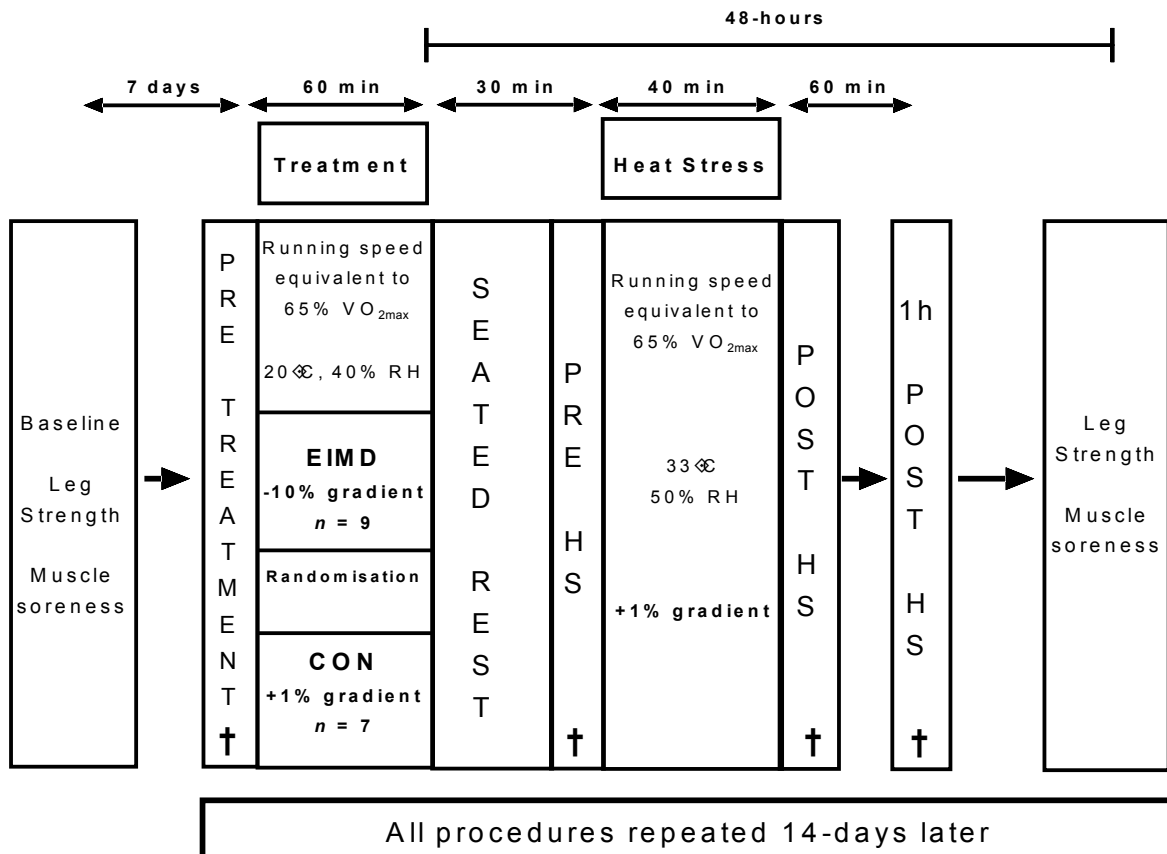 48-hours
7 days
60 min
30 min
40 min
60 min
Treatment
Heat Stress
Baseline
Leg
Strength
Muscle
soreness
PRE TREATMENT †
Running speed
equivalent to
65% VO2max
20�C, 40% RH
EIMD
-10% gradient
n = 9
Randomisation
CON
+1% gradient
n = 7
SEATED REST
PRE HS †
Running speed
equivalent to
65% VO2max
33�C
50% RH
+1% gradient
POST HS †
1h POST HS †
Leg
Strength
Muscle
soreness
All procedures repeated 14-days later